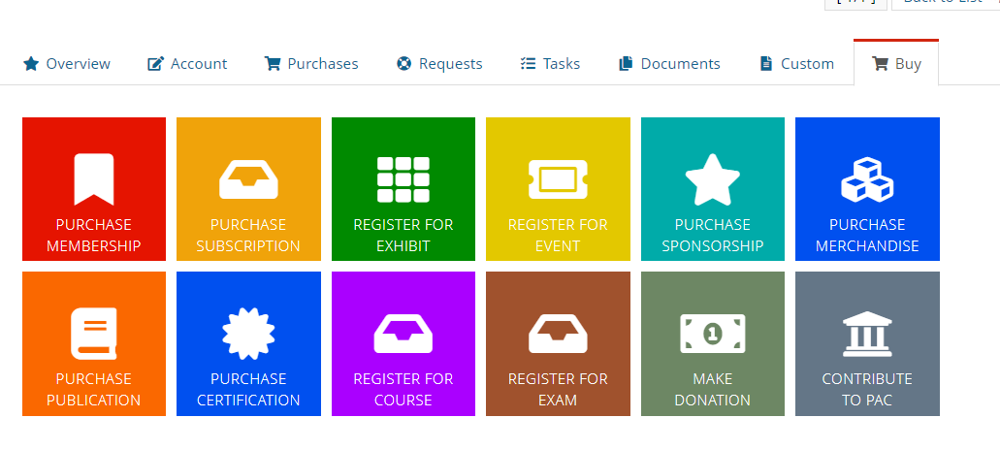 Back to List
Overview Account Purchases Requests Tasks Documents Custom Buy
PURCHASE
MEMBERSHIP
PURCHASE
SUBSCRIPTION
REGISTER FOR
EXHIBIT
REGISTER FOR
EVENT
PURCHASE
SPONSORSHIP
PURCHASE
MERCHANDISE
PURCHASE
PUBLICATION
PURCHASE
CERTIFICATION
REGISTER FOR
COURSE
REGISTER FOR
EXAM
1
MAKE
DONATION
CONTRIBUTE
TO PAC